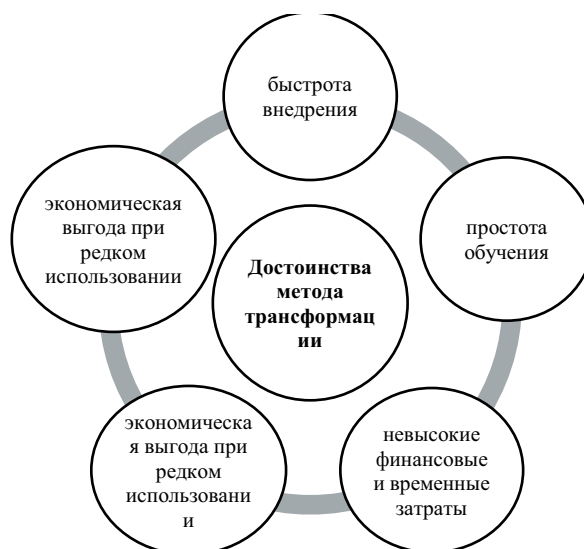 быстрота
внедрения
простота
обучения
невысокие
финансовые
и временные
затраты
экономическа
я выгода при
редком
использовани
и
экономическая
выгода при
редком
использовании
Достоинства
метода
трансформац
ии